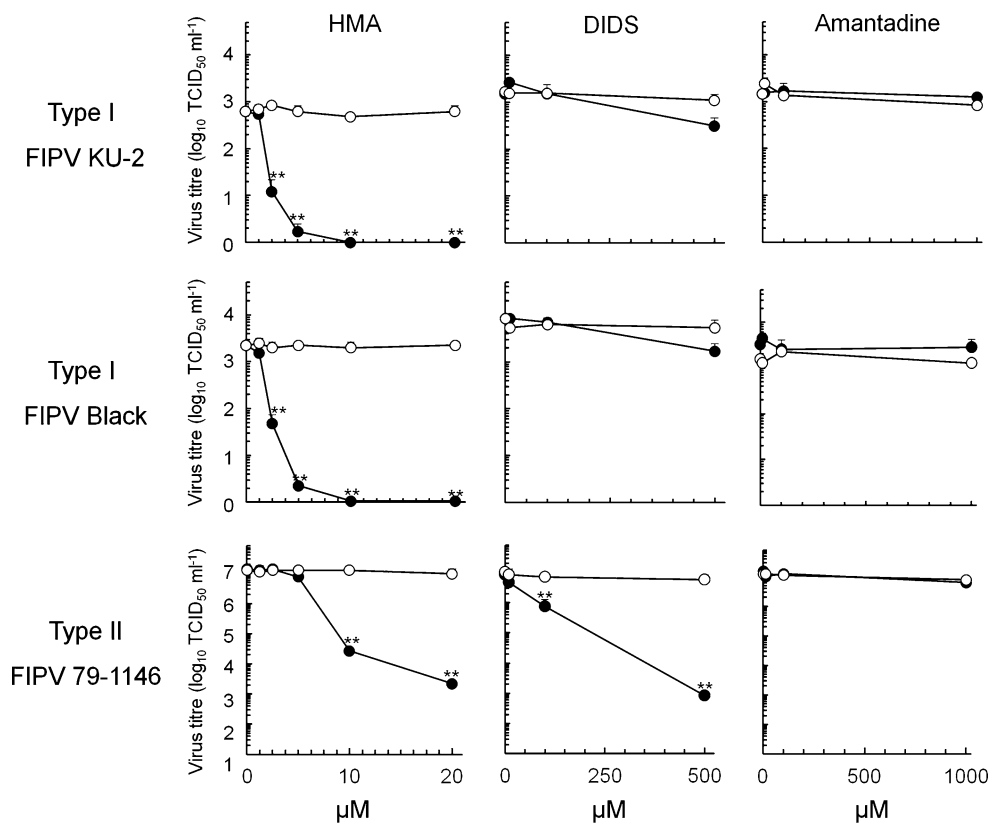 HMA DIDS Amantadine
Type I
FIPV KU-2
Virus titre (log10 TCID50 ml-1)
4
3
2
1
0
**
**
**
**
Type I
FIPV Black
Virus titre (log10 TCID50 ml-1)
4
3
2
1
0
**
**
**
**
Type II
FIPV 79-1146
Virus titre (log10 TCID50 ml-1)
7
6
5
4
3
2
1
**
**
**
**
0 10 20 0 250 500 0 500 1000
µM µM µM